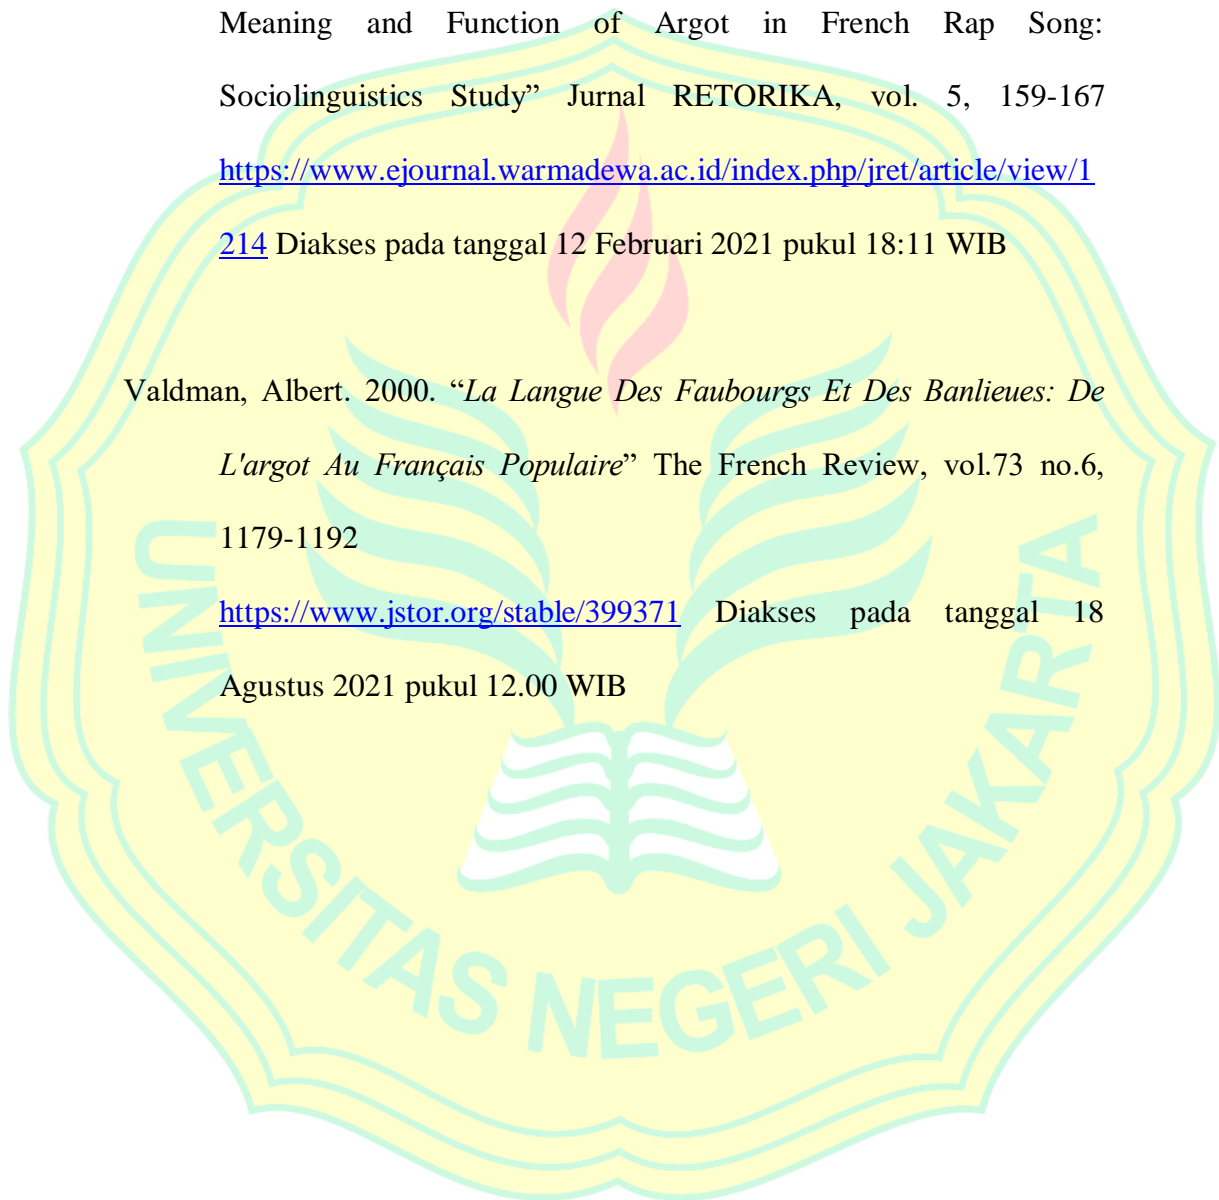 Meaning and Function of Argot in French Rap Song:
Sociolinguistics Study” Jurnal RETORIKA, vol. 5, 159-167
https://www.ejournal.warmadewa.ac.id/index.php/jret/article/view/1
214 Diakses pada tanggal 12 Februari 2021 pukul 18:11 WIB
Valdman, Albert. 2000. “La Langue Des Faubourgs Et Des Banlieues: De
L'argot Au Français Populaire” The French Review, vol.73 no.6,
1179-1192
https://www.jstor.org/stable/399371 Diakses pada tanggal 18
Agustus 2021 pukul 12.00 WIB
UNIVERSITAS NEGERI JAKARTA